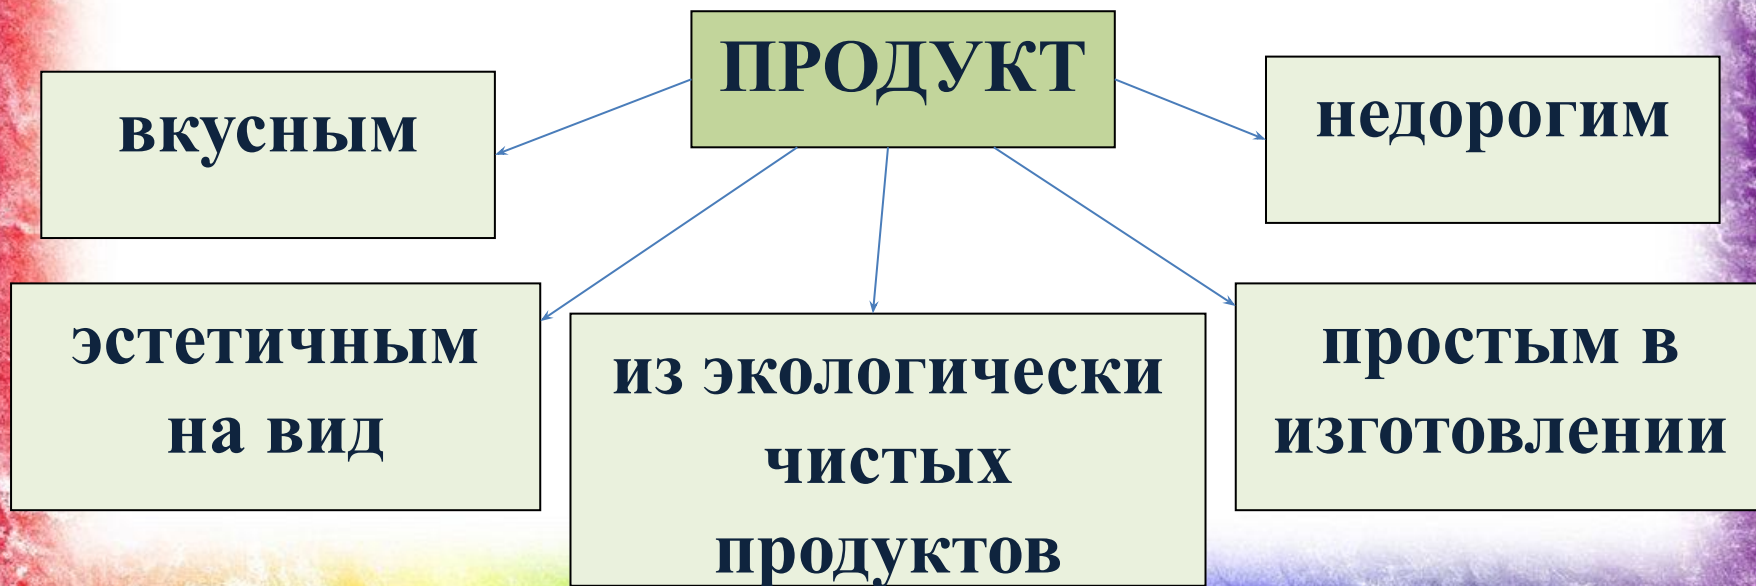 ПРОДУКТ
вкусным
недорогим
эстетичным
на вид
из экологически
чистых
продуктов
простым в
изготовлении